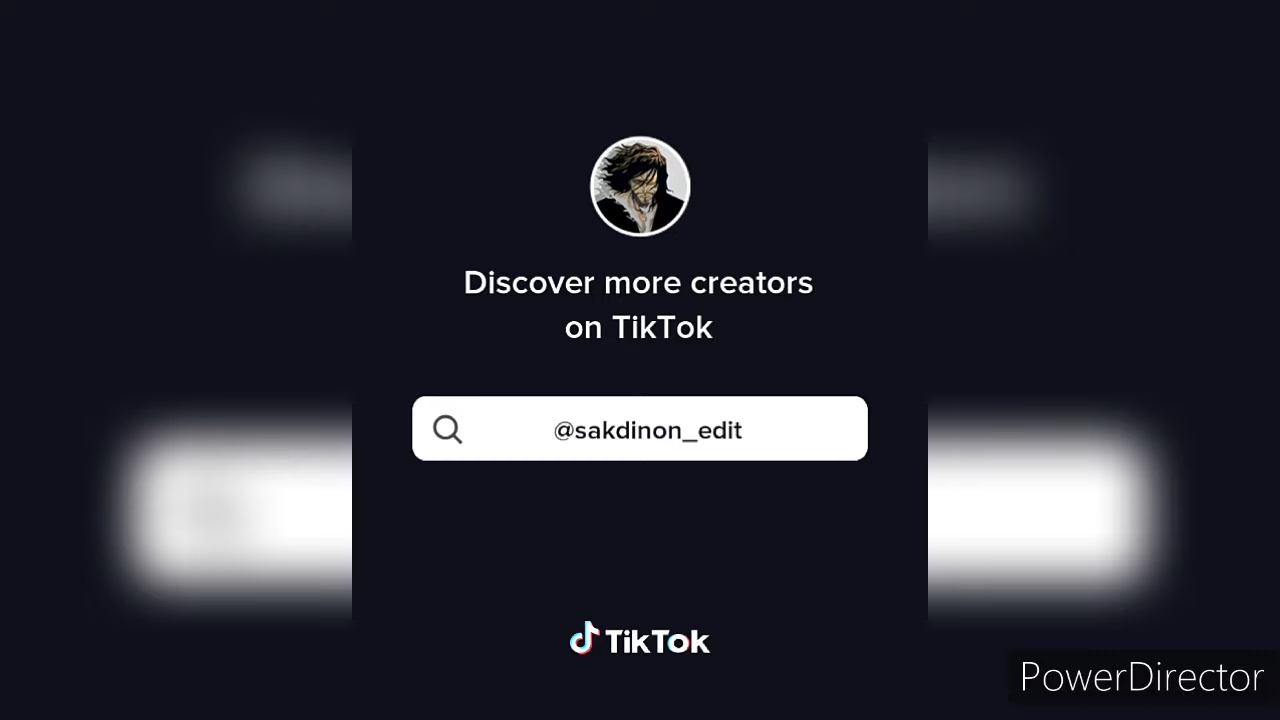 Discover more creators
on TikTok
@sakdinon_edit
TikTok
PowerDirector